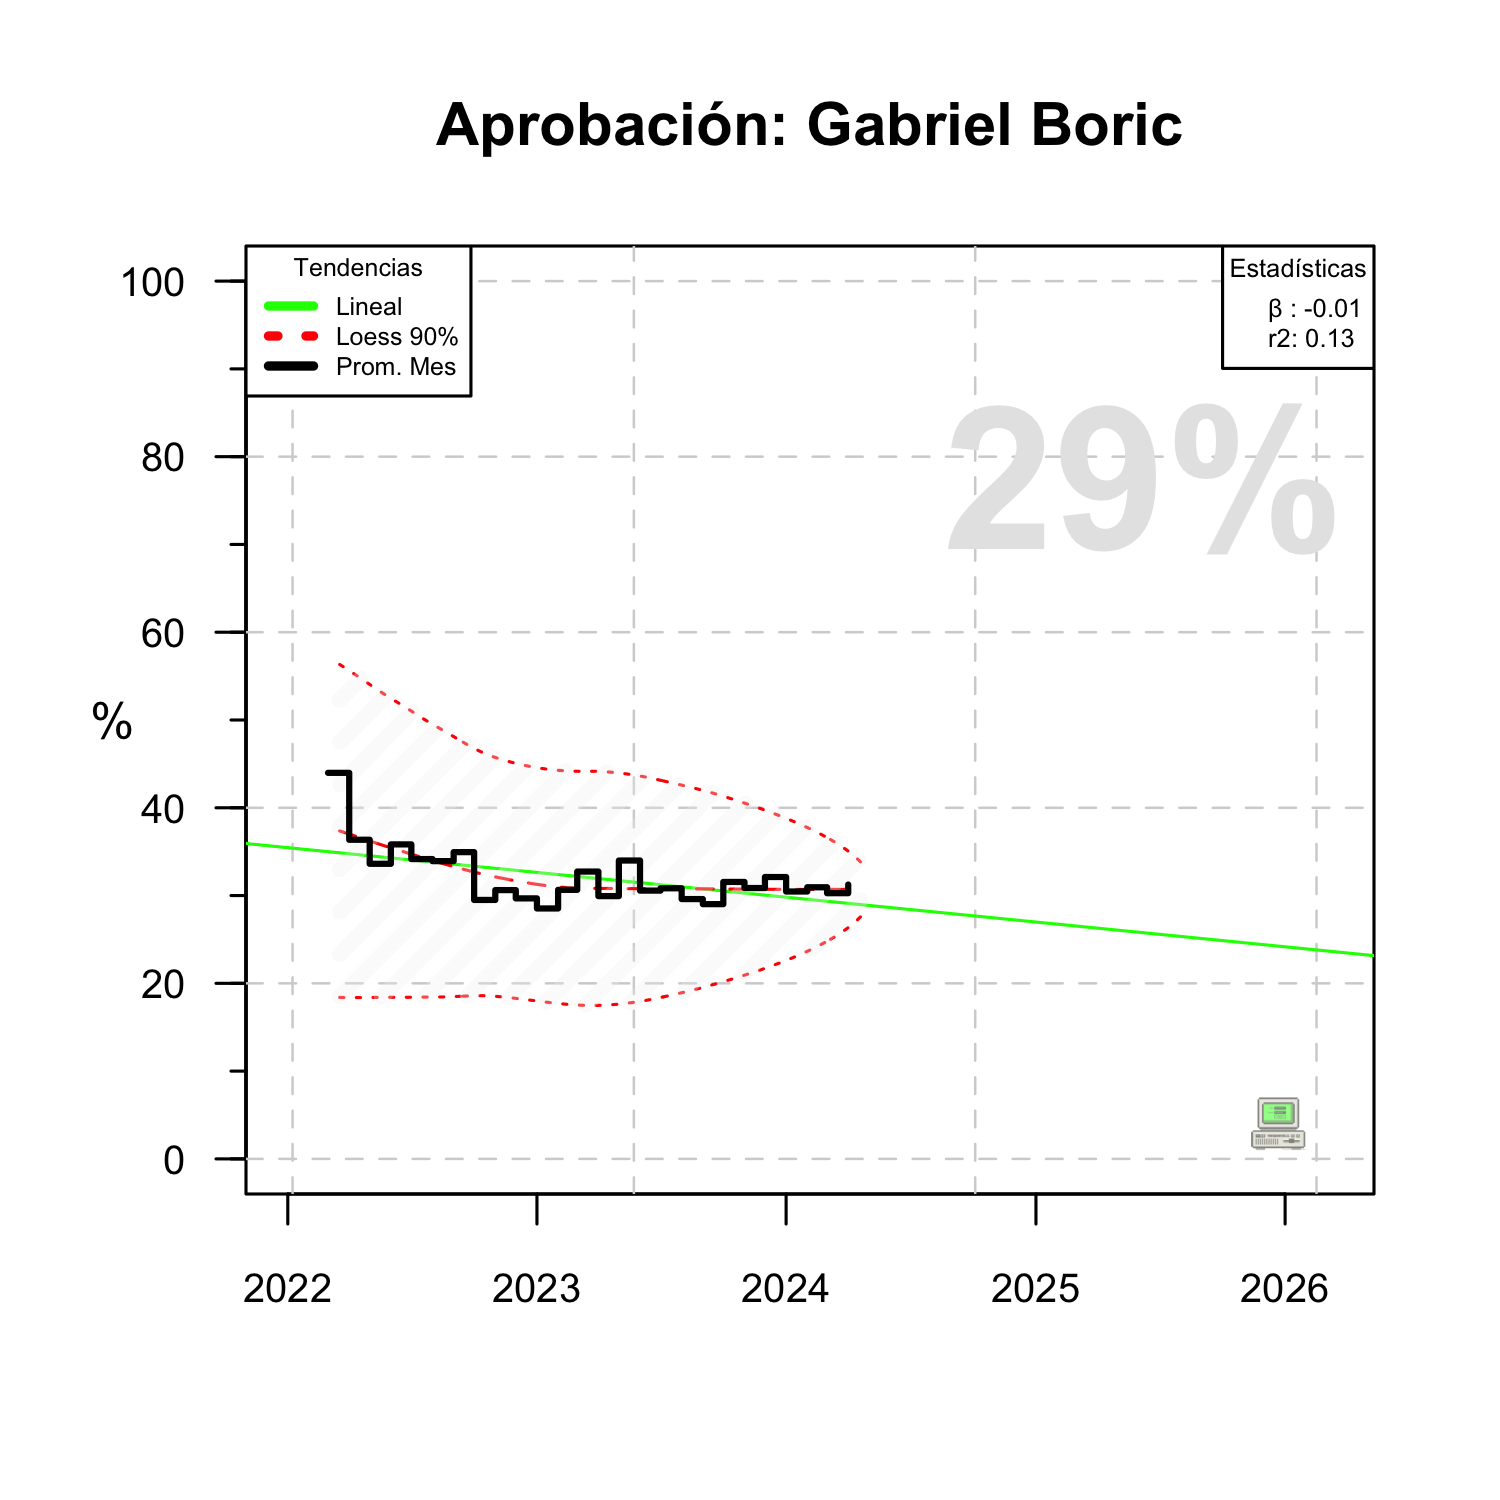 Aprobación: Gabriel Boric
Tendencias
Lineal
Loess 90%
Prom. Mes
Estadísticas
β : -0.01
r2: 0.13
29%
%
100
80
60
40
20
0
2022 2023 2024 2025 2026